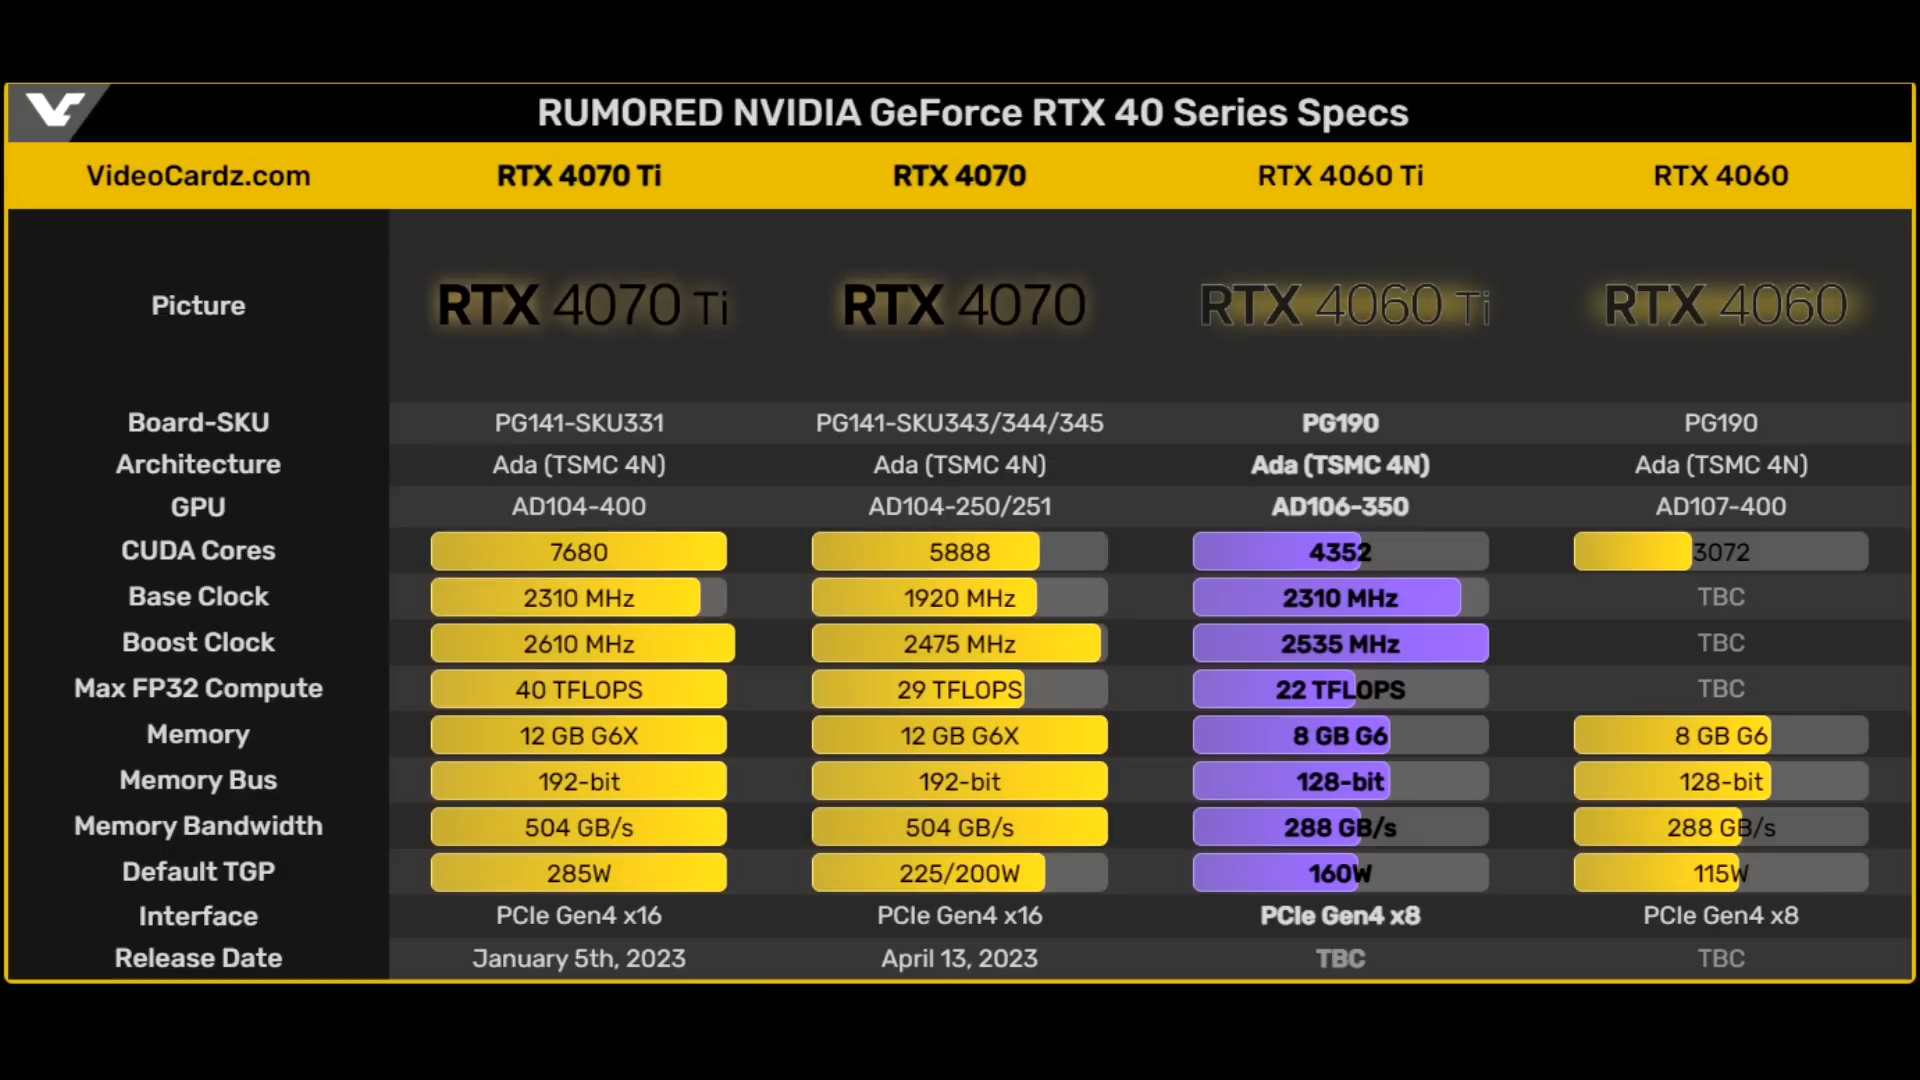 RUMORED NVIDIA GeForce RTX 40 Series Specs
VideoCardz.com RTX 4070 Ti RTX 4070 RTX 4060 Ti RTX 4060
Picture RTX 4070 Ti RTX 4070 RTX 4060 Ti RTX 4060
Board-SKU PG141-SKU331 PG141-SKU343/344/345 PG190 PG190
Architecture Ada (TSMC 4N) Ada (TSMC 4N) Ada (TSMC 4N) Ada (TSMC 4N)
GPU AD104-400 AD104-250/251 AD106-350 AD107-400
CUDA Cores 7680 5888 4352 3072
Base Clock 2310 MHz 1920 MHz 2310 MHz TBC
Boost Clock 2610 MHz 2475 MHz 2535 MHz TBC
Max FP32 Compute 40 TFLOPS 29 TFLOPS 22 TFLOPS TBC
Memory 12 GB G6X 12 GB G6X 8 GB G6 8 GB G6
Memory Bus 192-bit 192-bit 128-bit 128-bit
Memory Bandwidth 504 GB/s 504 GB/s 288 GB/s 288 GB/s
Default TGP 285W 225/200W 160W 115W
Interface PCIe Gen4 x16 PCIe Gen4 x16 PCIe Gen4 x8 PCIe Gen4 x8
Release Date January 5th, 2023 April 13, 2023 TBC TBC